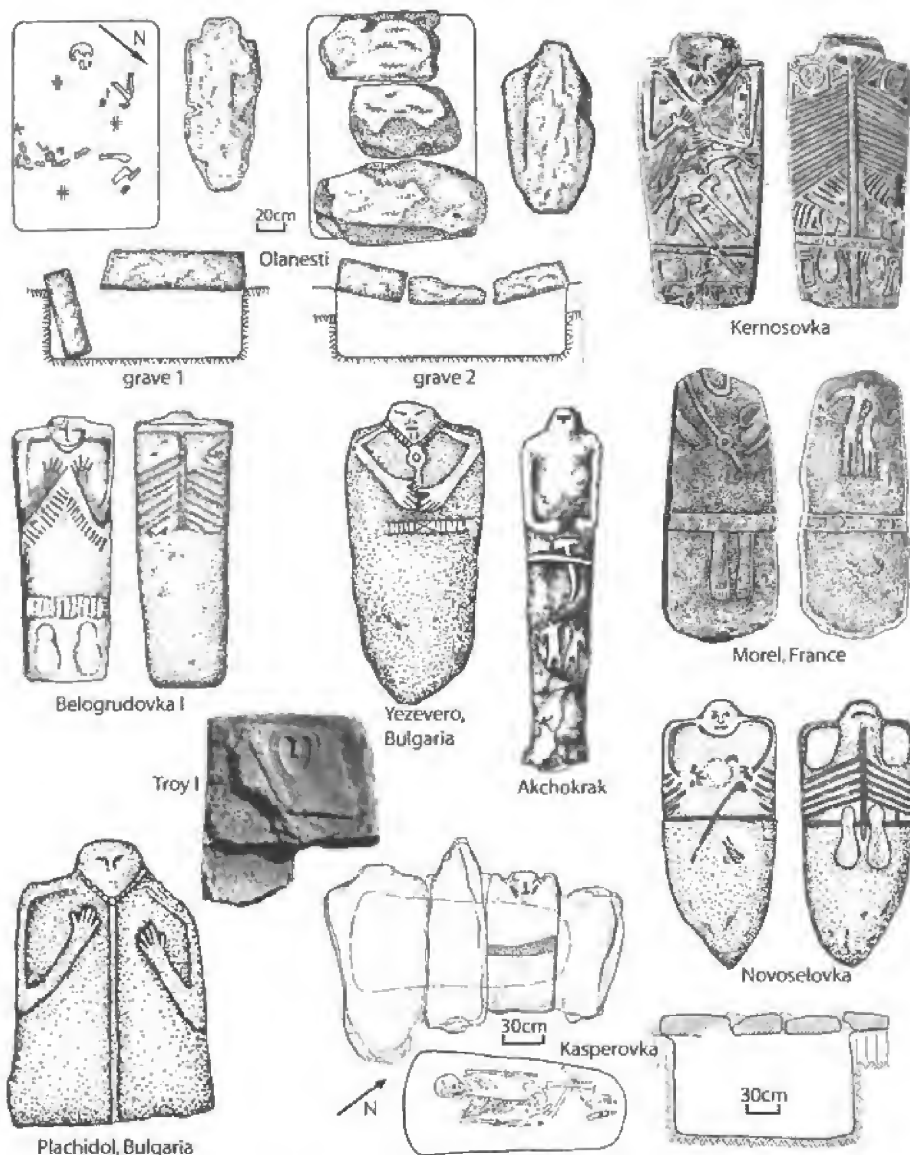 N
20cm
Olanesti
grave 1
grave 2
Kernosovka
Belogrudovka I
Yezevero,
Bulgaria
Akchokrak
Morel, France
Troy I
Novoselovka
30cm
Kasperovka
N
30cm
Plachidol, Bulgaria